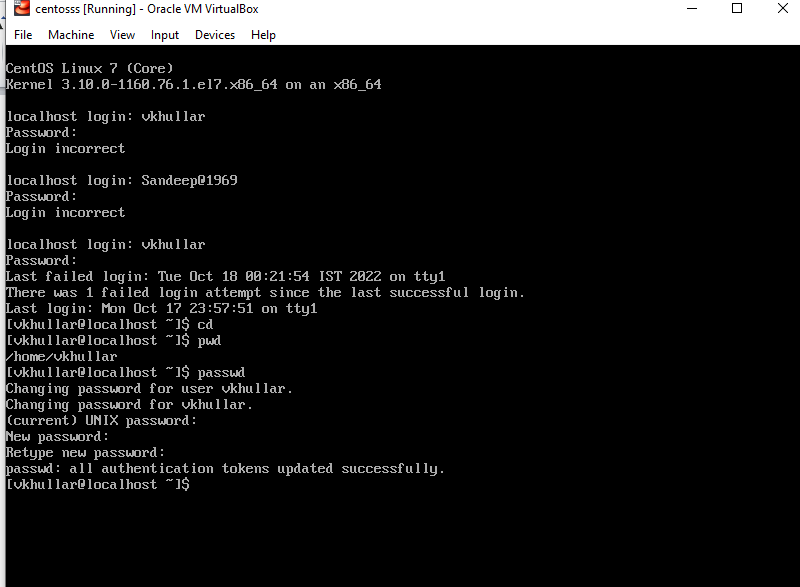 centosss [Running] - Oracle VM VirtualBox
File Machine View Input Devices Help
CentOS Linux 7 (Core)
Kernel 3.10.0-1160.76.1.el7.x86_64 on an x86_64
localhost login: vkhullar
Password:
Login incorrect
localhost login: Sandeep@1969
Password:
Login incorrect
localhost login: vkhullar
Password:
Last failed login: Tue Oct 18 00:21:54 IST 2022 on tty1
There was 1 failed login attempt since the last successful login.
Last login: Mon Oct 17 23:57:51 on tty1
[vkhullar@localhost ~]$ cd
[vkhullar@localhost ~]$ pwd
/home/vkhullar
[vkhullar@localhost ~]$ passwd
Changing password for user vkhullar.
Changing password for vkhullar.
(current) UNIX password:
New password:
Retype new password:
passwd: all authentication tokens updated successfully.
[vkhullar@localhost ~]$